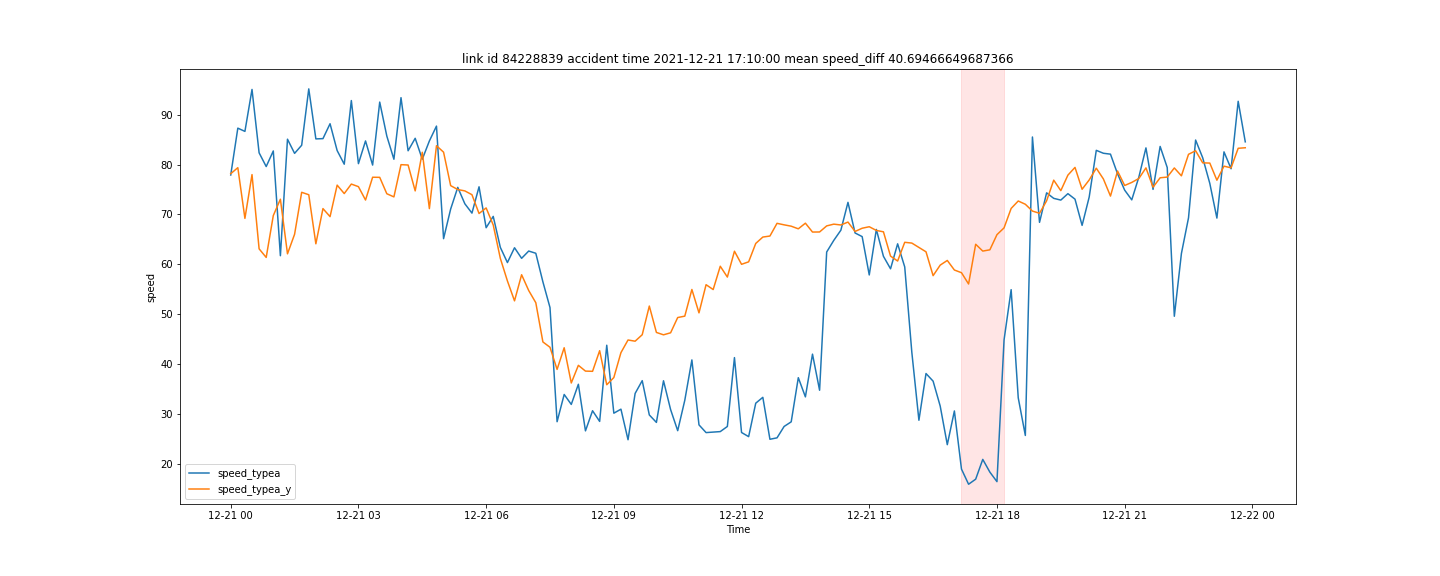 link id 84228839 accident time 2021-12-21 17:10:00 mean speed_diff 40.69466649687366
90
80
70
60
50
40
30
20
speed
speed_typea
speed_typea_y
12-21 00 12-21 03 12-21 06 12-21 09 12-21 12 12-21 15 12-21 18 12-21 21 12-22 00
Time